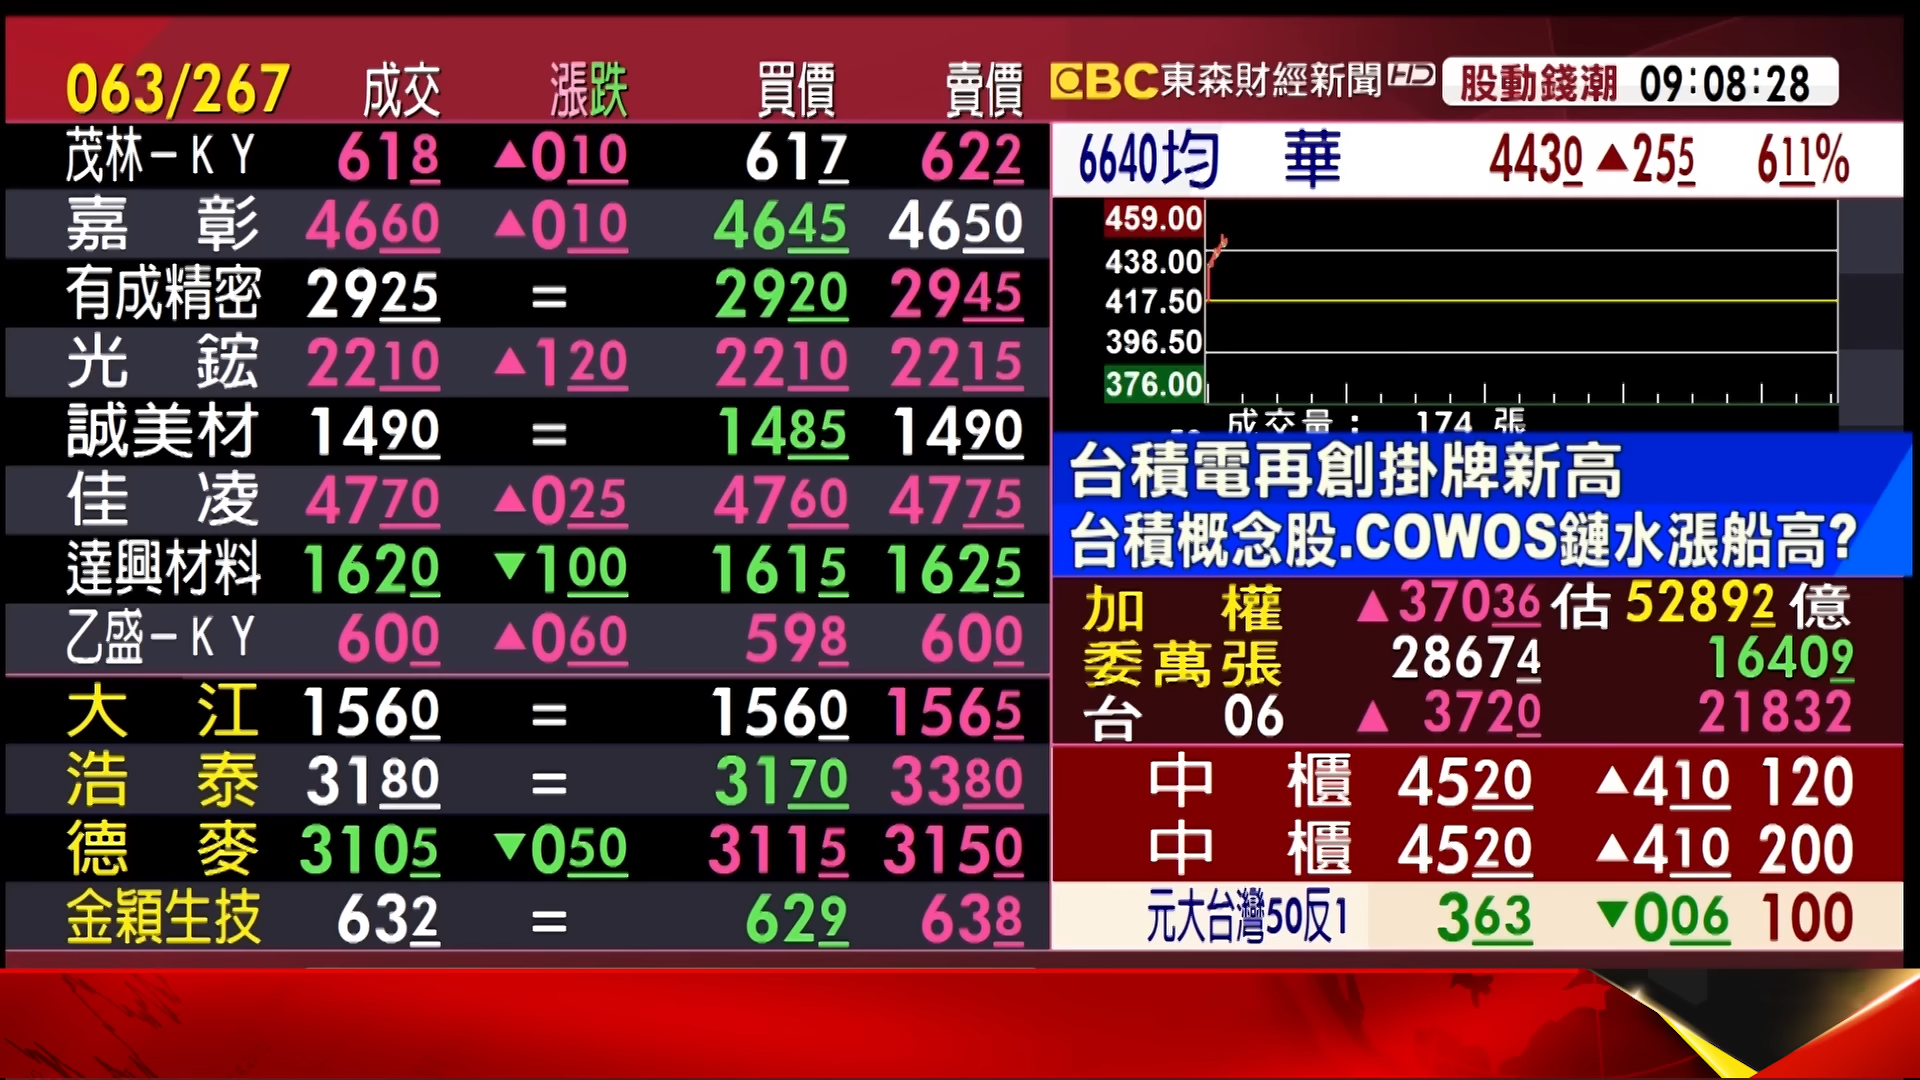 063/267 成交 漲跌 買價 賣價
茂林-KY 618 ▲010 617 622
嘉彰 4660 ▲010 4645 4650
有成精密 2925 = 2920 2945
光鋐 2210 ▲120 2210 2215
誠美材 1490 = 1485 1490
佳凌 4770 ▲025 4760 4775
達興材料 1620 ▼100 1615 1625
乙盛-KY 600 ▲060 598 600
大江 1560 = 1560 1565
浩泰 3180 = 3170 3380
德麥 3105 ▼050 3115 3150
金穎生技 632 = 629 638
EBC東森財經新聞HD 股動錢潮 09:08:28
6640均華 4430 ▲255 611%
459.00
438.00
417.50
396.50
376.00
成交量: 174 張
台積電再創掛牌新高
台積概念股.COWOS鏈水漲船高?
加權 ▲37036 估 52892 億
委萬張 28674 16409
台 06 ▲ 3720 21832
中櫃 4520 ▲410 120
中櫃 4520 ▲410 200
元大台灣50反1 363 ▼006 100